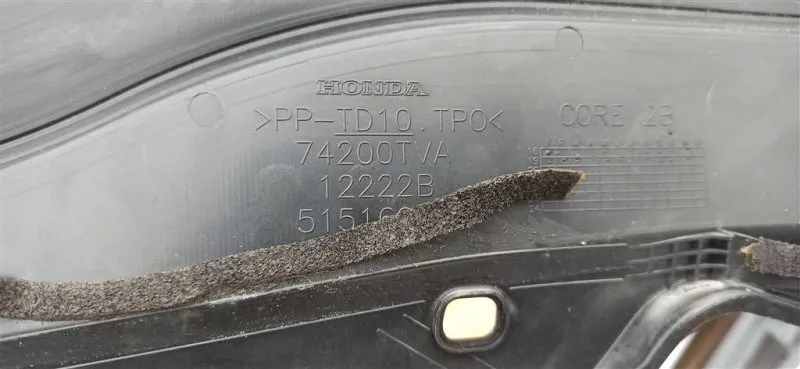 HONDA
>PP-TD10.TPO<
CORE 2B
74200TVA
12222B